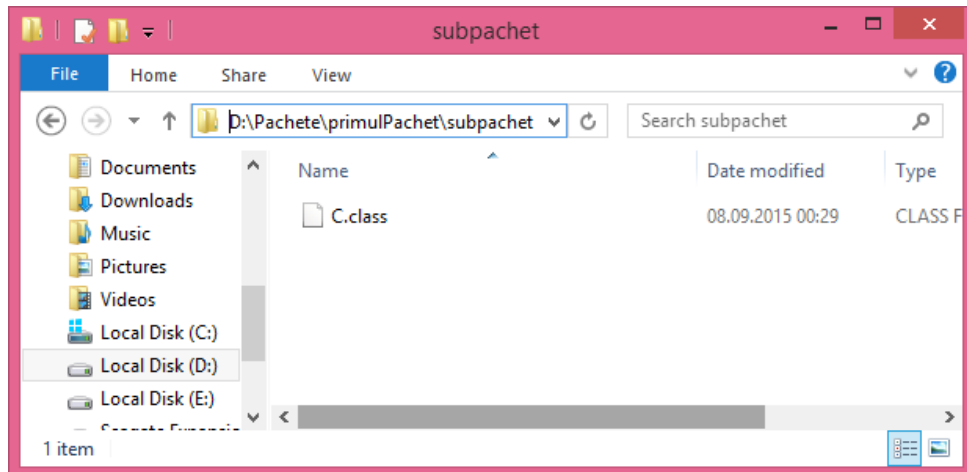 subpachet
File Home Share View
D:\Pachete\primulPachet\subpachet Search subpachet
Name Date modified Type
C.class 08.09.2015 00:29 CLASS F
Documents
Downloads
Music
Pictures
Videos
Local Disk (C:)
Local Disk (D:)
Local Disk (E:)
1 item